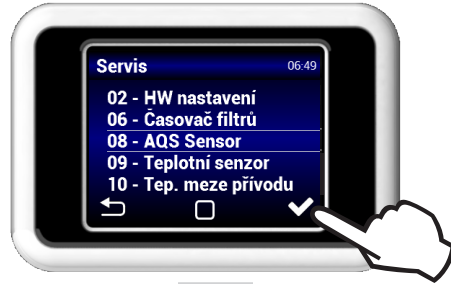 Servis 06:49
02 - HW nastavení
06 - Časovač filtrů
08 - AQS Sensor
09 - Teplotní senzor
10 - Tep. meze přívodu